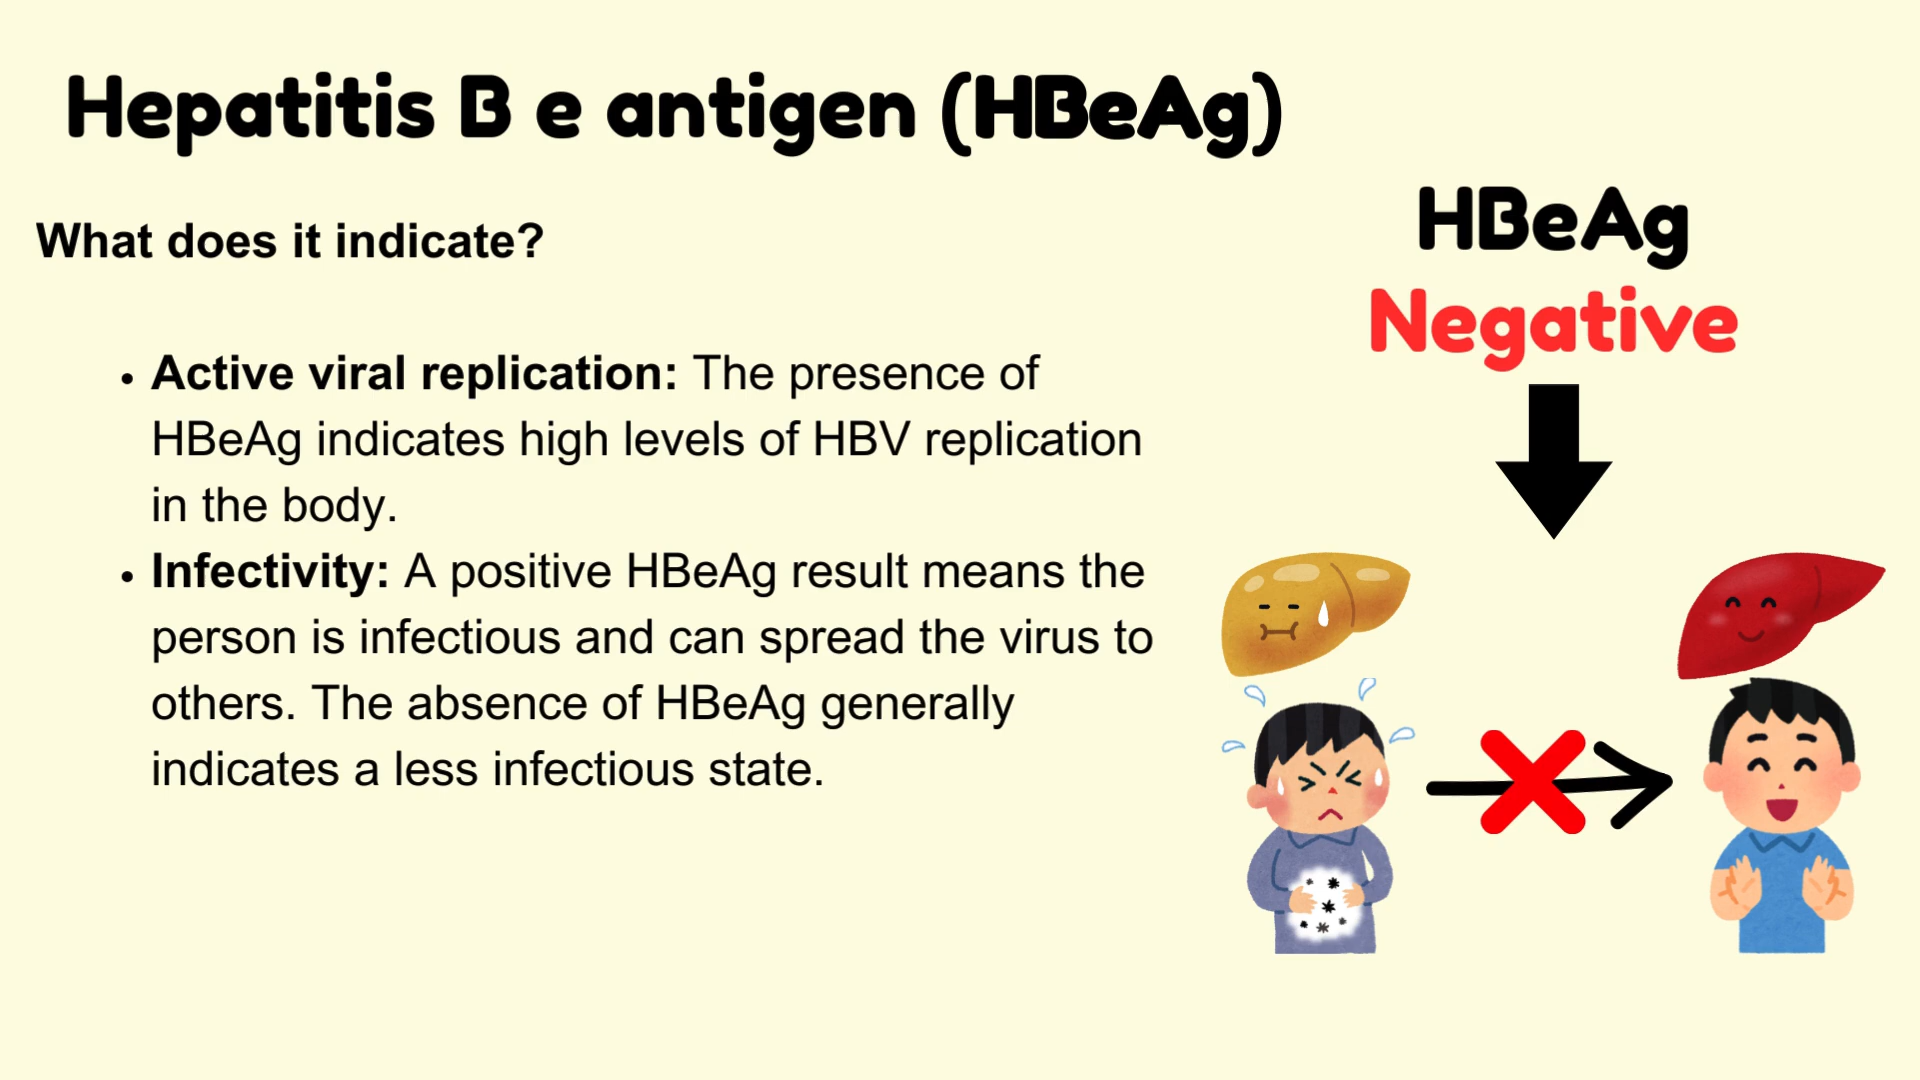 Hepatitis B e antigen (HBeAg)
What does it indicate?
• Active viral replication: The presence of
HBeAg indicates high levels of HBV replication
in the body.
• Infectivity: A positive HBeAg result means the
person is infectious and can spread the virus to
others. The absence of HBeAg generally
indicates a less infectious state.
HBeAg
Negative